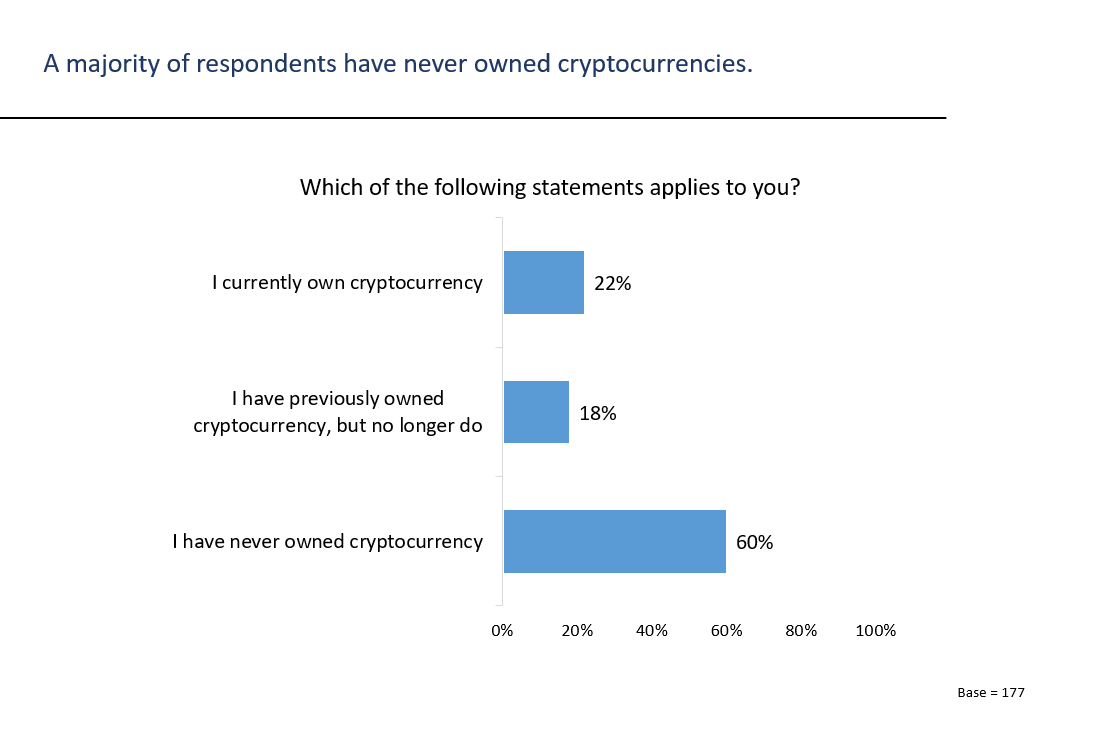 A majority of respondents have never owned cryptocurrencies.
Which of the following statements applies to you?
I currently own cryptocurrency
22%
I have previously owned
cryptocurrency, but no longer do
18%
I have never owned cryptocurrency
60%
0% 20% 40% 60% 80% 100%
Base = 177